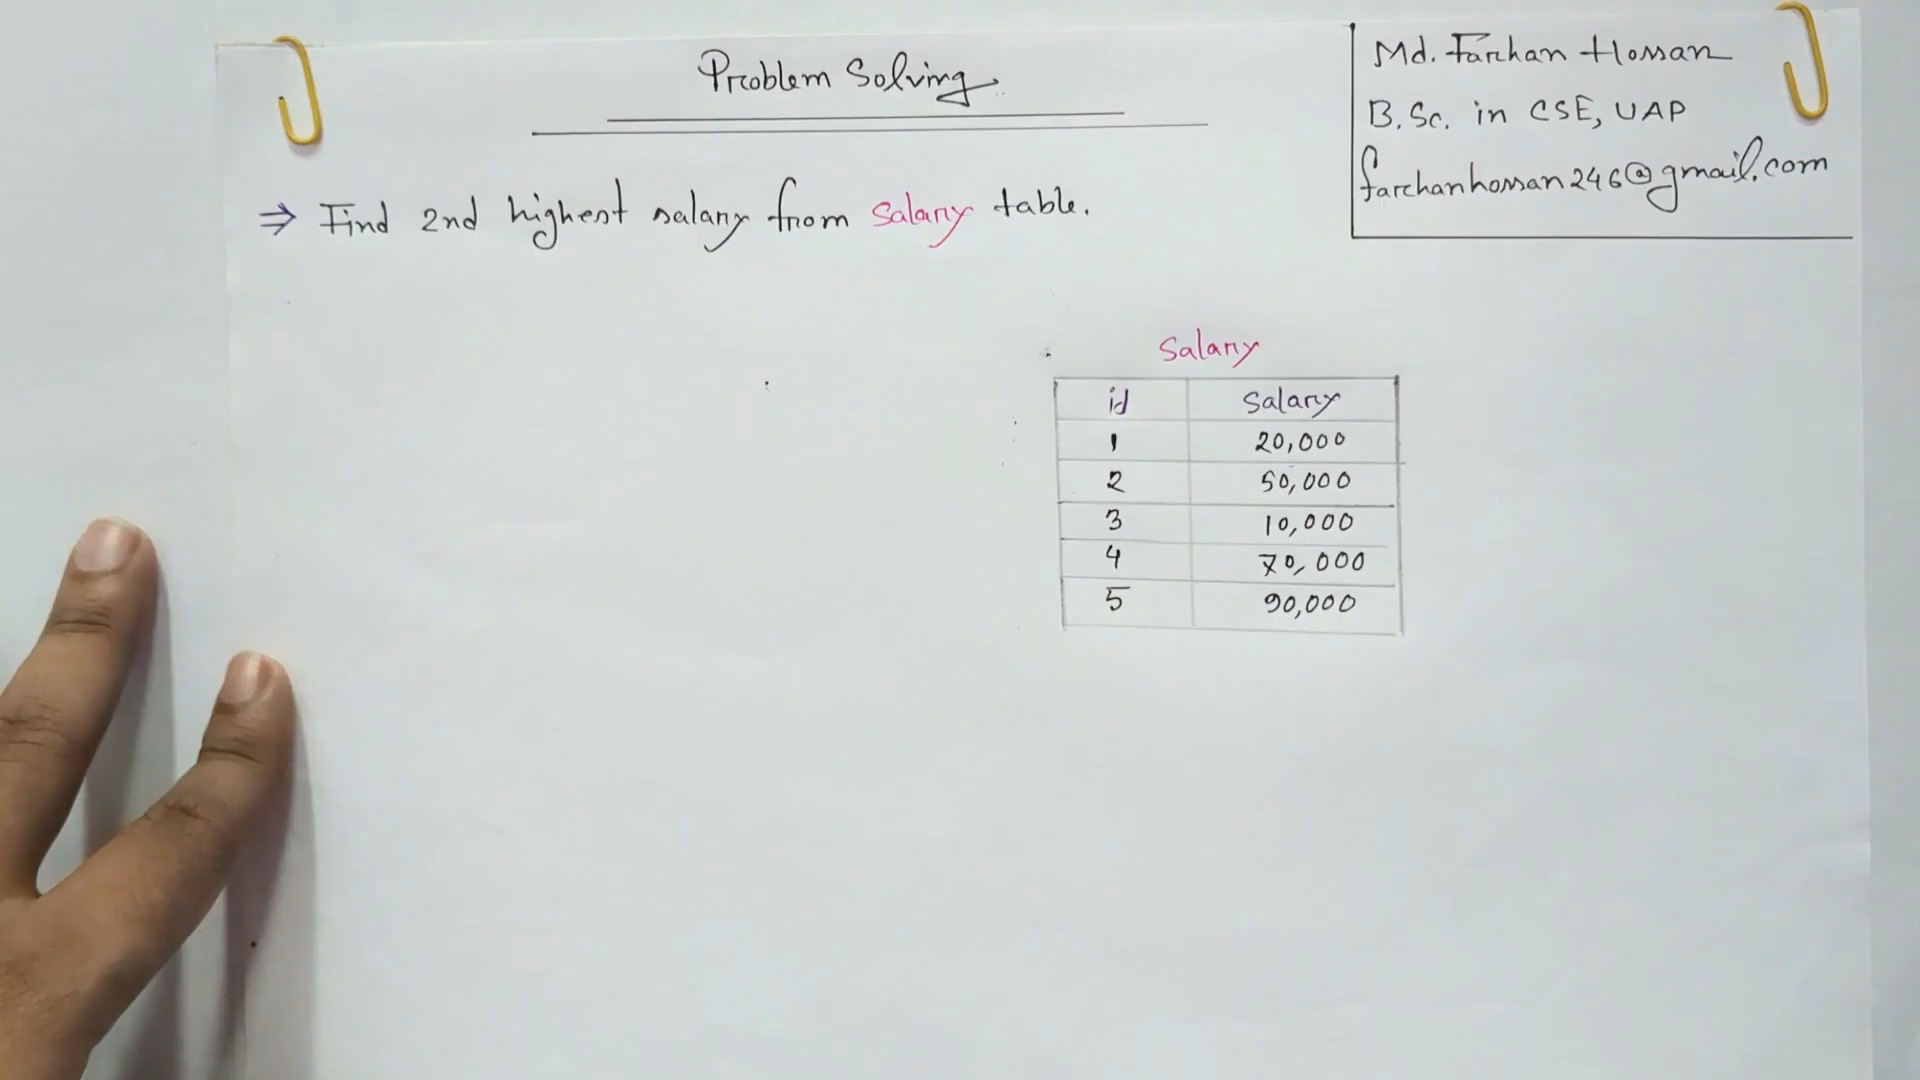 Problem Solving
Md. Farhan Hossan
B.Sc. in CSE, UAP
farhanhossan246@gmail.com
⇒ Find 2nd highest salary from Salary table.
Salary
id salary
1 20,000
2 50,000
3 10,000
4 70,000
5 90,000